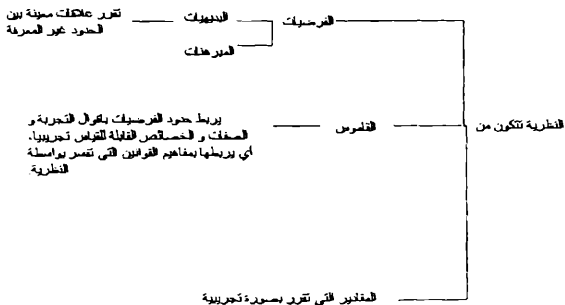 النظرية تتكون من
الفرضيات
البديهيات
تقرر علاقات معينة بين
الحدود غير المعرفة
المبرهنات
القاموس
يربط حدود الفرضيات باقوال التجربة و
الصفات و الخصائص القابلة للقياس تجريبيا،
أي يربطها بمفاهيم القوانين التي تفسر بواسطة
النظرية.
المقادير التي تقرر بصورة تجريبية